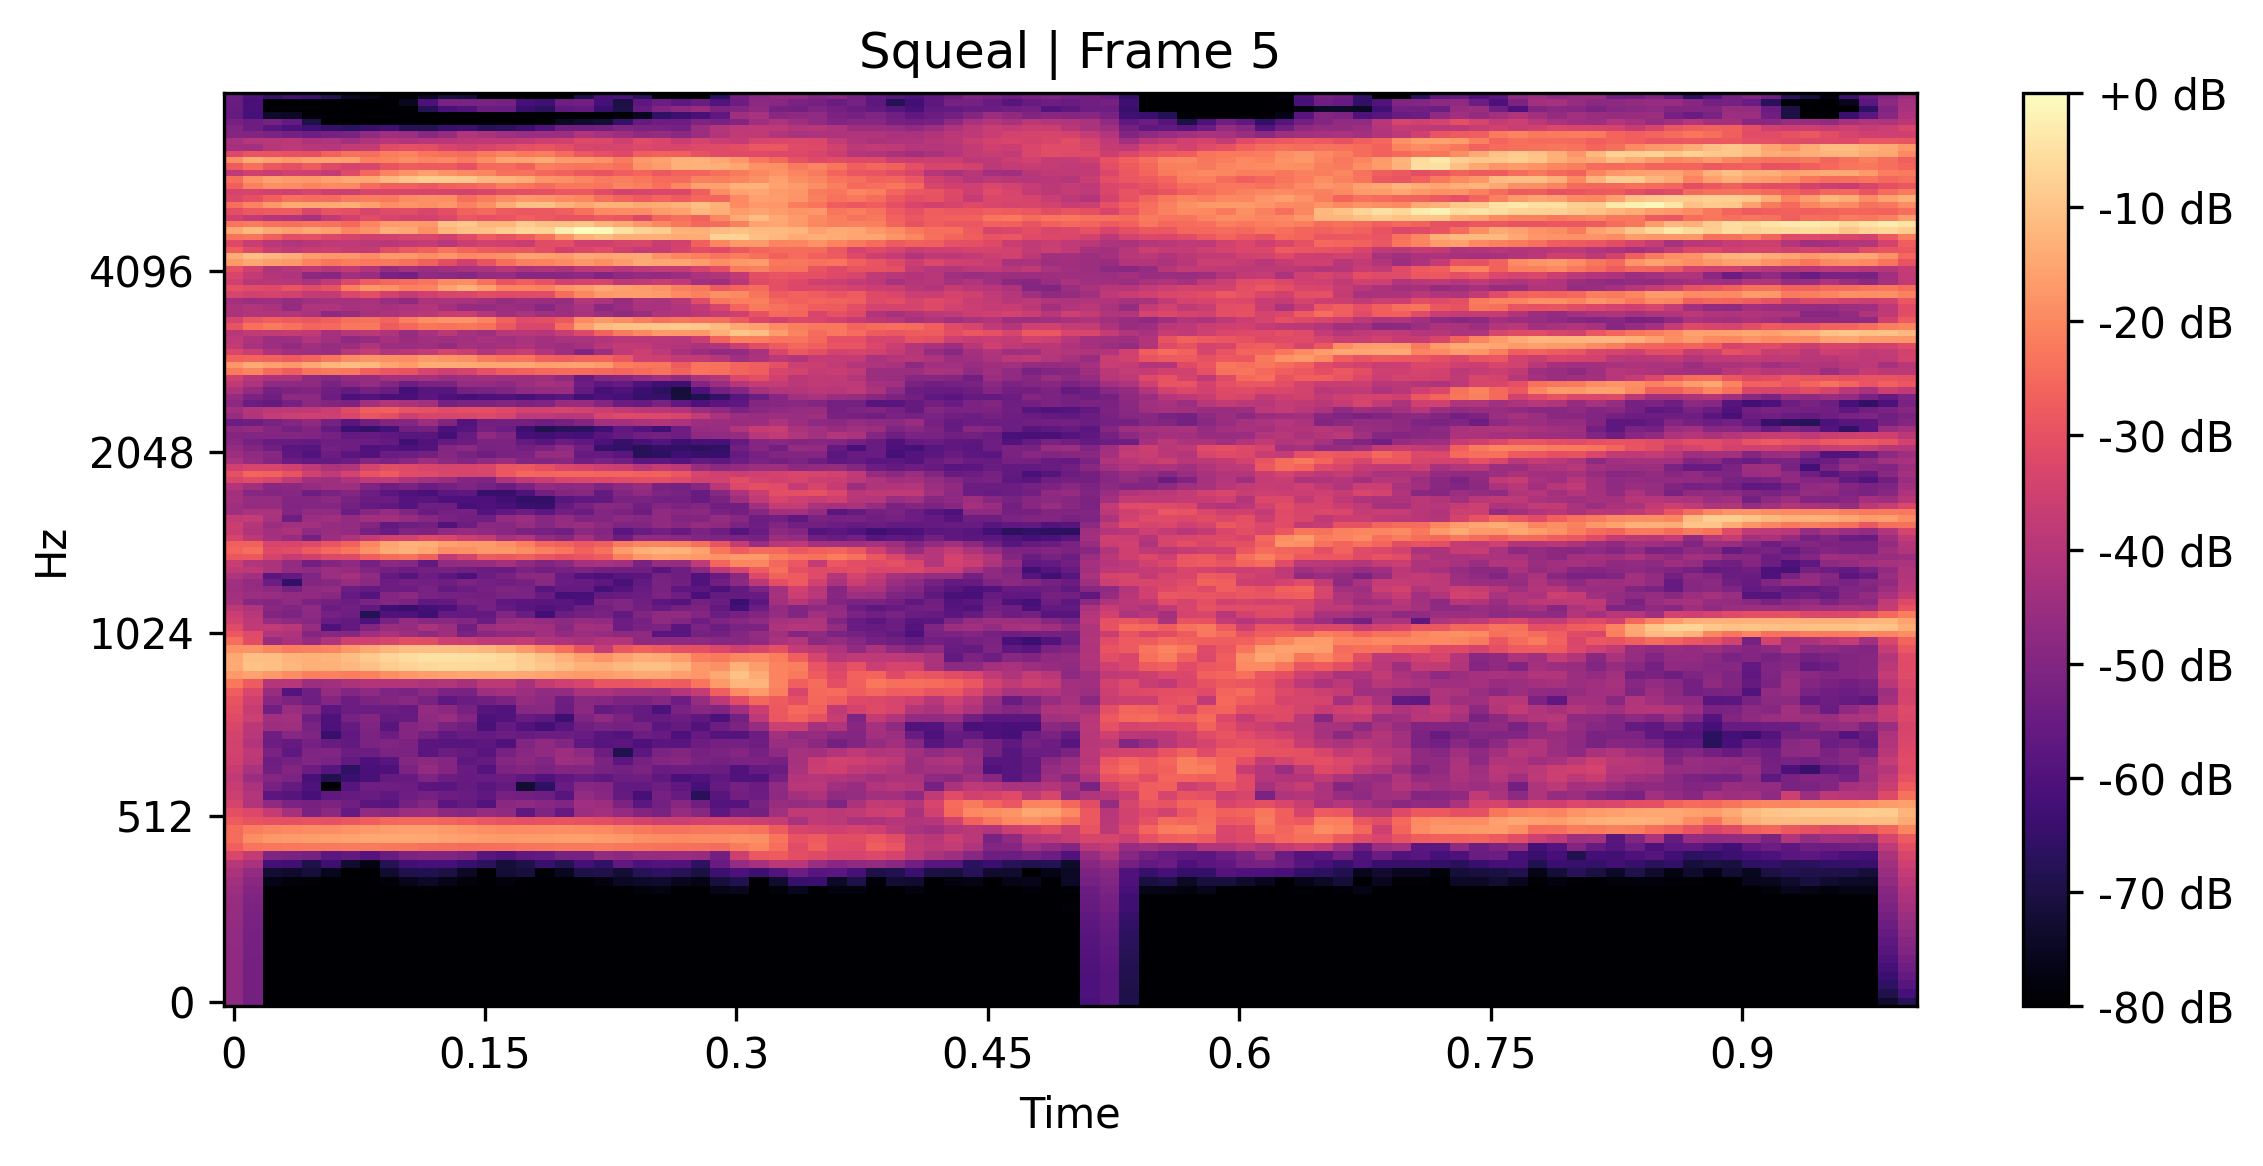 Squeal | Frame 5
Hz
4096
2048
1024
512
0
0
0.15
0.3
0.45
0.6
0.75
0.9
Time
+0 dB
-10 dB
-20 dB
-30 dB
-40 dB
-50 dB
-60 dB
-70 dB
-80 dB